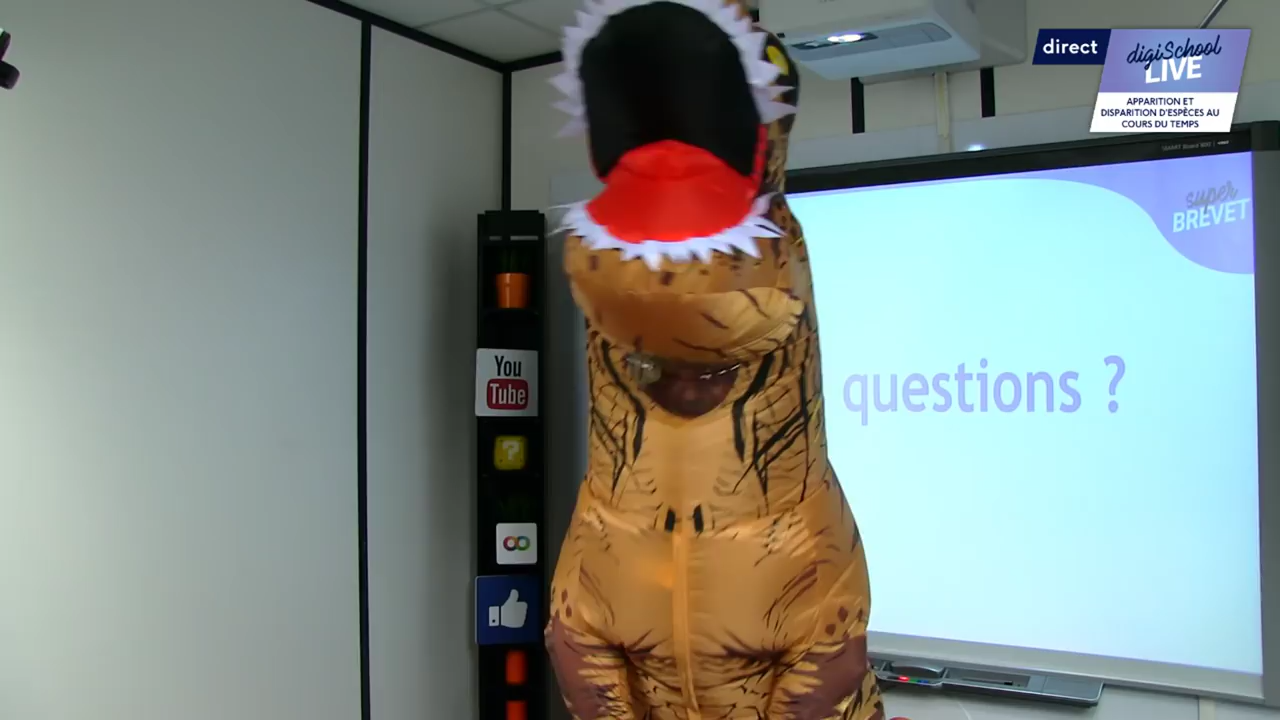 direct
digiSchool
LIVE
APPARITION ET
DISPARITION D'ESPÈCES AU
COURS DU TEMPS
super
BREVET
questions ?
You
Tube
?